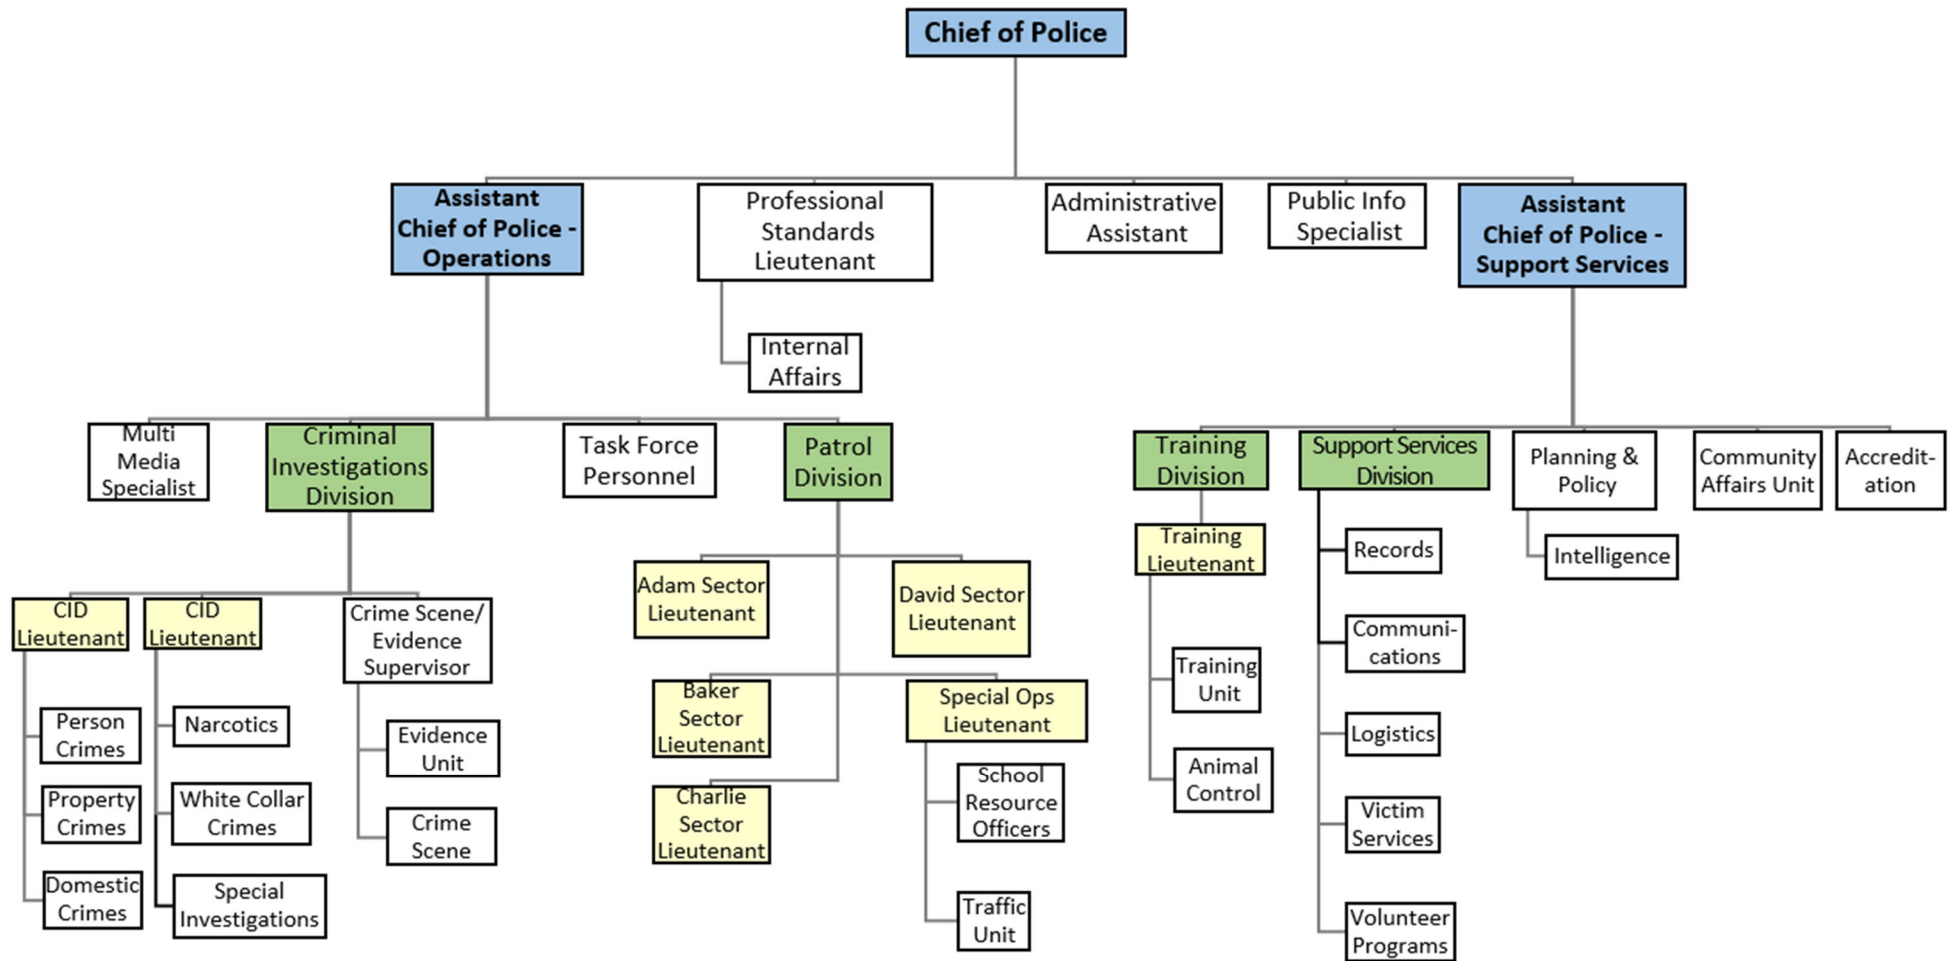 Chief of Police
Assistant
Chief of Police -
Operations
Professional
Standards
Lieutenant
Administrative
Assistant
Public Info
Specialist
Assistant
Chief of Police -
Support Services
Internal
Affairs
Multi
Media
Specialist
Criminal
Investigations
Division
Task Force
Personnel
Patrol
Division
Training
Division
Support Services
Division
Planning &
Policy
Community
Affairs Unit
Accredit-
ation
Training
Lieutenant
Records
Intelligence
Adam Sector
Lieutenant
David Sector
Lieutenant
CID
Lieutenant
CID
Lieutenant
Crime Scene/
Evidence
Supervisor
Communi-
cations
Training
Unit
Baker
Sector
Lieutenant
Special Ops
Lieutenant
Person
Crimes
Narcotics
Evidence
Unit
Logistics
Animal
Control
School
Resource
Officers
Property
Crimes
White Collar
Crimes
Crime
Scene
Charlie
Sector
Lieutenant
Victim
Services
Domestic
Crimes
Special
Investigations
Traffic
Unit
Volunteer
Programs